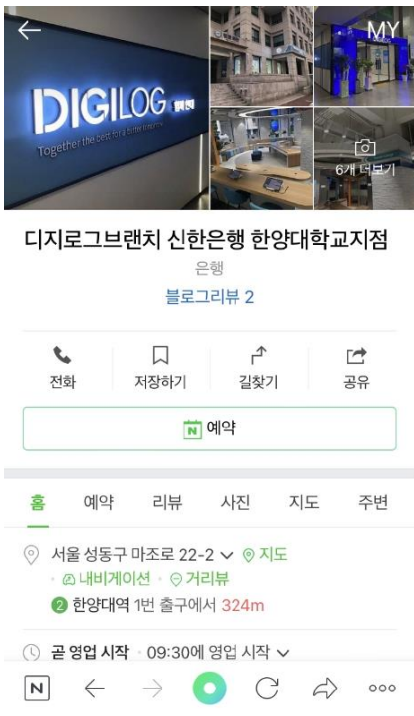 MY
DIGILOG
Together the best for a better tomorrow
6개 더보기
디지로그브랜치 신한은행 한양대학교지점
은행
블로그리뷰 2
전화 저장하기 길찾기 공유
N 예약
홈 예약 리뷰 사진 지도 주변
서울 성동구 마조로 22-2 지도
· 내비게이션 · 거리뷰
2 한양대역 1번 출구에서 324m
곧 영업 시작 · 09:30에 영업 시작
N